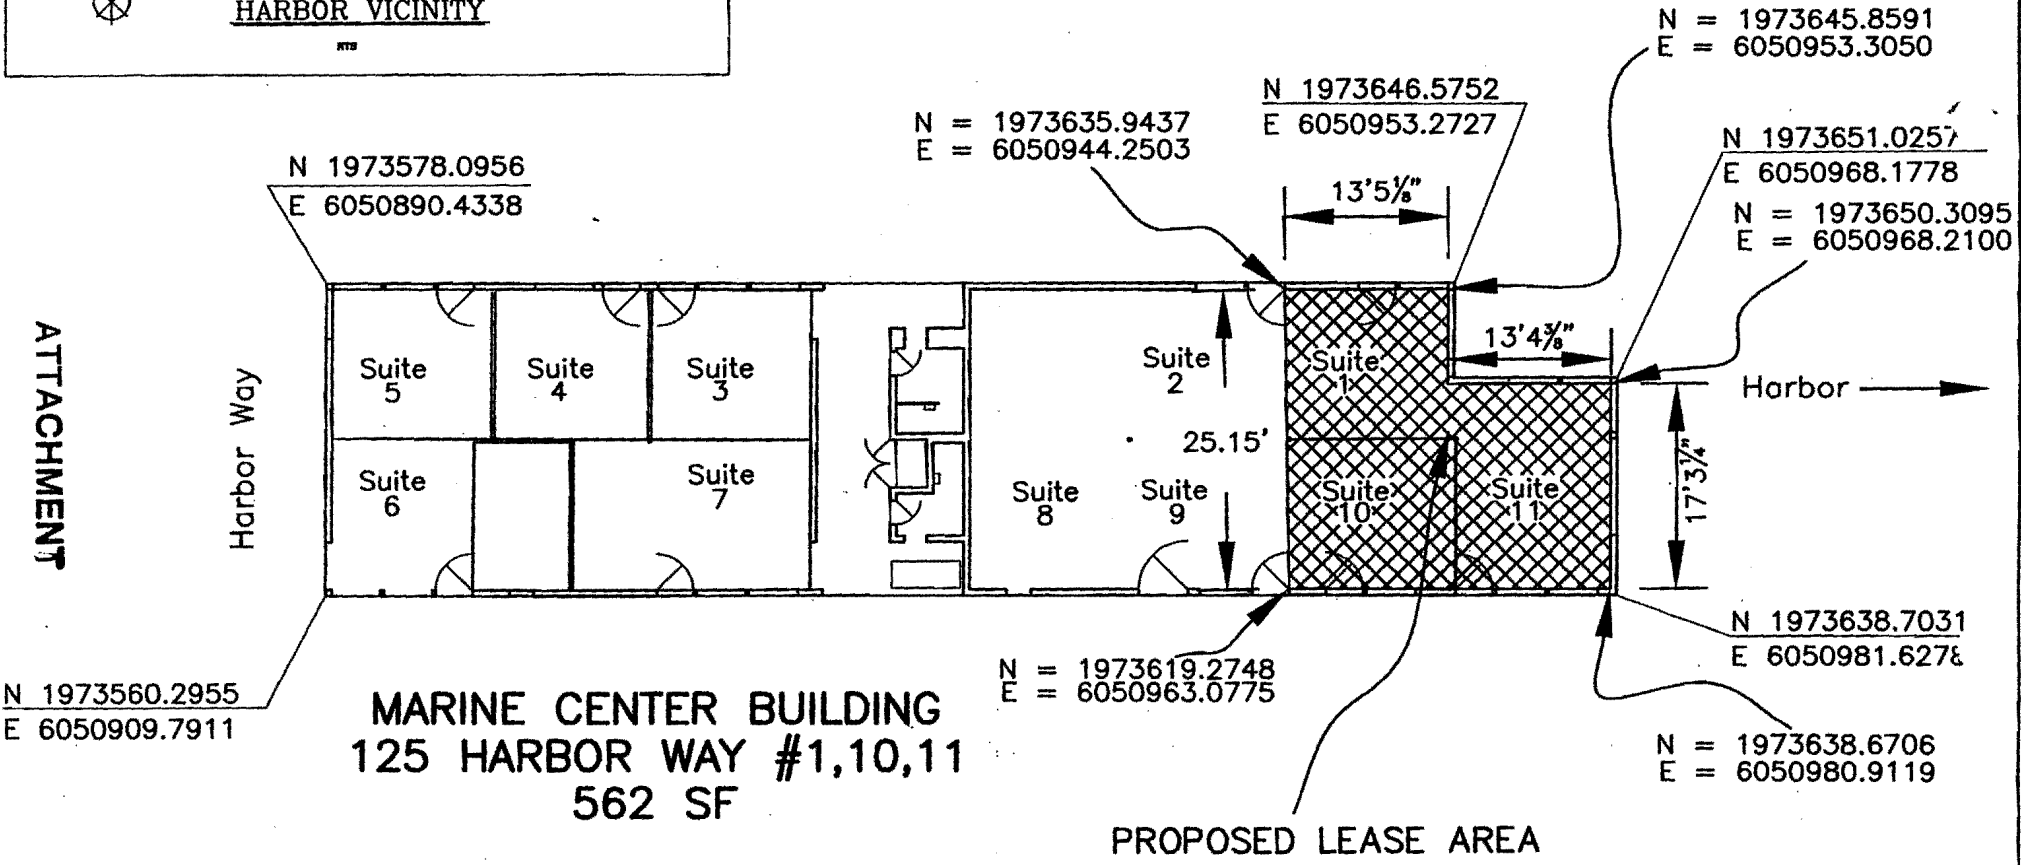 HARBOR VICINITY
NTS
N = 1973645.8591
E = 6050953.3050
N 1973646.5752
E 6050953.2727
N = 1973635.9437
E = 6050944.2503
N 1973651.0257
E 6050968.1778
N 1973578.0956
E 6050890.4338
13'5⅛"
N = 1973650.3095
E = 6050968.2100
ATTACHMENT
Harbor Way
Suite
5
Suite
4
Suite
3
Suite
2
Suite
1
13'4⅜"
Harbor
25.15'
Suite
6
Suite
7
Suite
8
Suite
9
Suite
10
Suite
11
17'3¼"
N 1973638.7031
E 6050981.6278
N = 1973619.2748
E = 6050963.0775
N 1973560.2955
E 6050909.7911
MARINE CENTER BUILDING
125 HARBOR WAY #1,10,11
562 SF
N = 1973638.6706
E = 6050980.9119
PROPOSED LEASE AREA